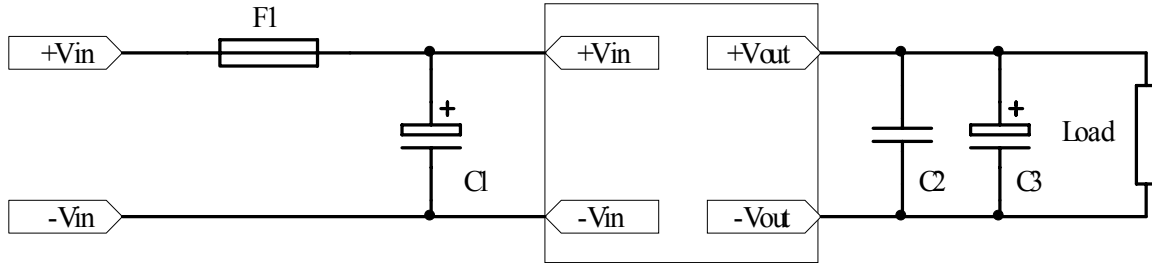 F1
+Vin
+Vin
+Vout
+
+
Load
C1
C2
C3
-Vin
-Vin
-Vout